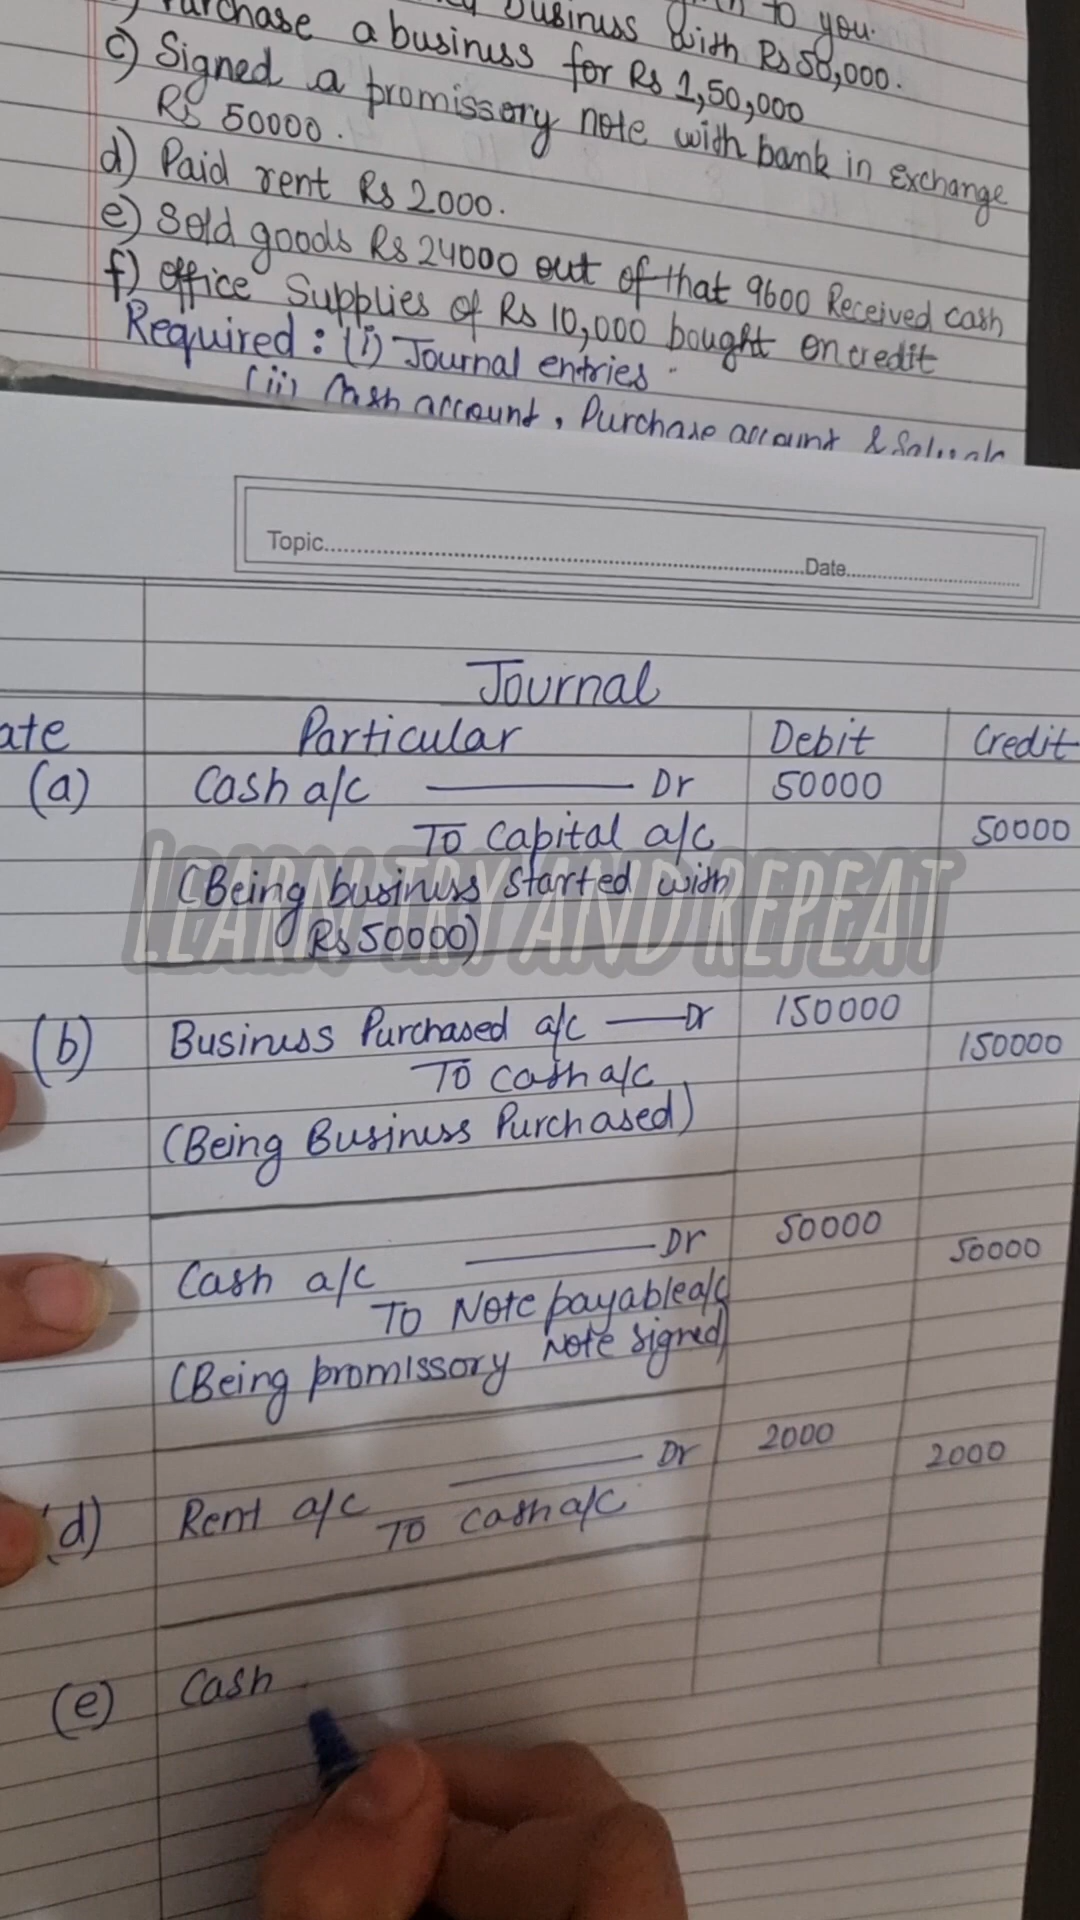 business with Rs 50,000.
to you.
Purchase a business for Rs 1,50,000
c) Signed a promissory note with bank in exchange
Rs 50000.
d) Paid rent Rs 2000.
e) Sold goods Rs 24000 out of that 9600 Received cash
f) office Supplies of Rs 10,000 bought on credit
Required : (i) Journal entries.
(ii) Cash account, Purchase account &
Topic Date
Journal
ate Particular Debit Credit
(a) Cash a/c Dr 50000
To Capital a/c 50000
(Being business started with
Rs 50000)
LEARN TRY AND REPEAT
(b) Business Purchased a/c Dr 150000
To cash a/c 150000
(Being Business Purchased)
Cash a/c Dr 50000
To Note payable a/c 50000
(Being promissory Note signed)
(d) Rent a/c Dr 2000
To cash a/c 2000
(e) Cash